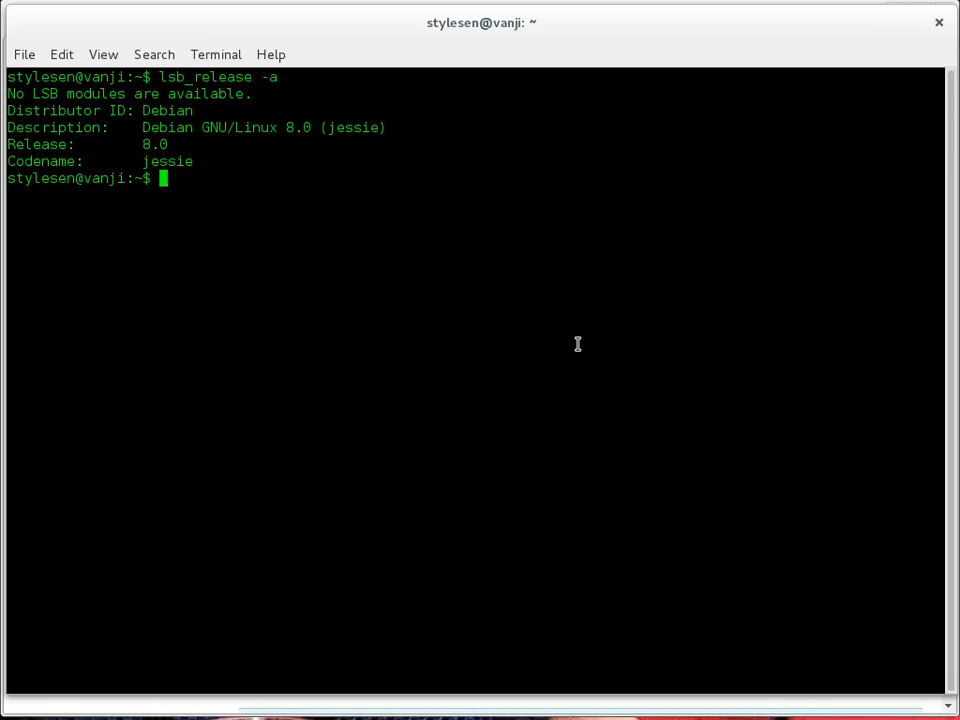 stylesen@vanji: ~
File Edit View Search Terminal Help
stylesen@vanji:~$ lsb_release -a
No LSB modules are available.
Distributor ID: Debian
Description:    Debian GNU/Linux 8.0 (jessie)
Release:        8.0
Codename:       jessie
stylesen@vanji:~$